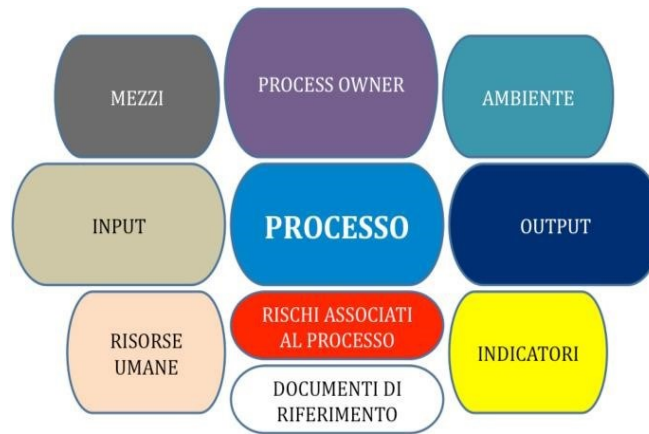 MEZZI
PROCESS OWNER
AMBIENTE
INPUT
PROCESSO
OUTPUT
RISORSE
UMANE
RISCHI ASSOCIATI
AL PROCESSO
INDICATORI
DOCUMENTI DI
RIFERIMENTO